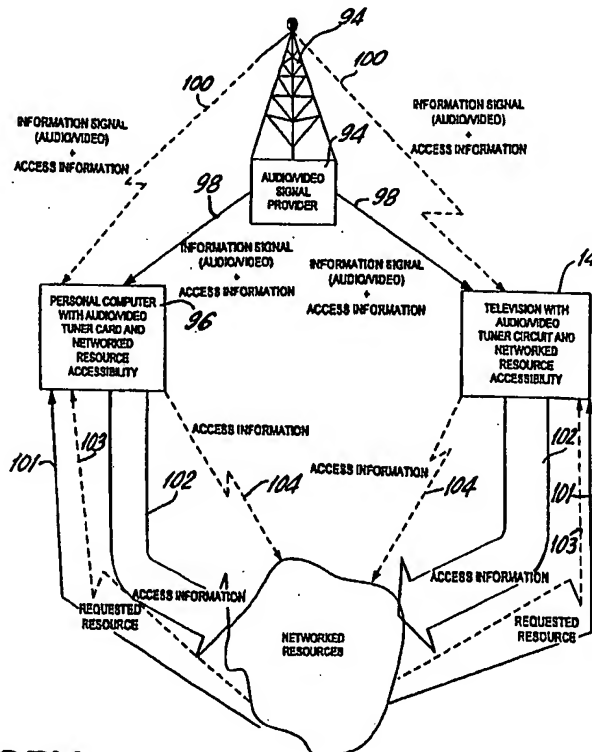 94
100
100
INFORMATION SIGNAL
(AUDIO/VIDEO)
+
ACCESS INFORMATION
INFORMATION SIGNAL
(AUDIO/VIDEO)
+
ACCESS INFORMATION
94
AUDIO/VIDEO
SIGNAL
PROVIDER
98
98
INFORMATION SIGNAL
(AUDIO/VIDEO)
+
ACCESS INFORMATION
INFORMATION SIGNAL
(AUDIO/VIDEO)
+
ACCESS INFORMATION
PERSONAL COMPUTER
WITH AUDIO/VIDEO
TUNER CARD AND
NETWORKED
RESOURCE
ACCESSIBILITY
96
14
TELEVISION WITH
AUDIO/VIDEO
TUNER CIRCUIT AND
NETWORKED
RESOURCE
ACCESSIBILITY
ACCESS INFORMATION
ACCESS INFORMATION
101
103
102
104
104
102
101
103
ACCESS INFORMATION
ACCESS INFORMATION
REQUESTED
RESOURCE
REQUESTED
RESOURCE
NETWORKED
RESOURCES